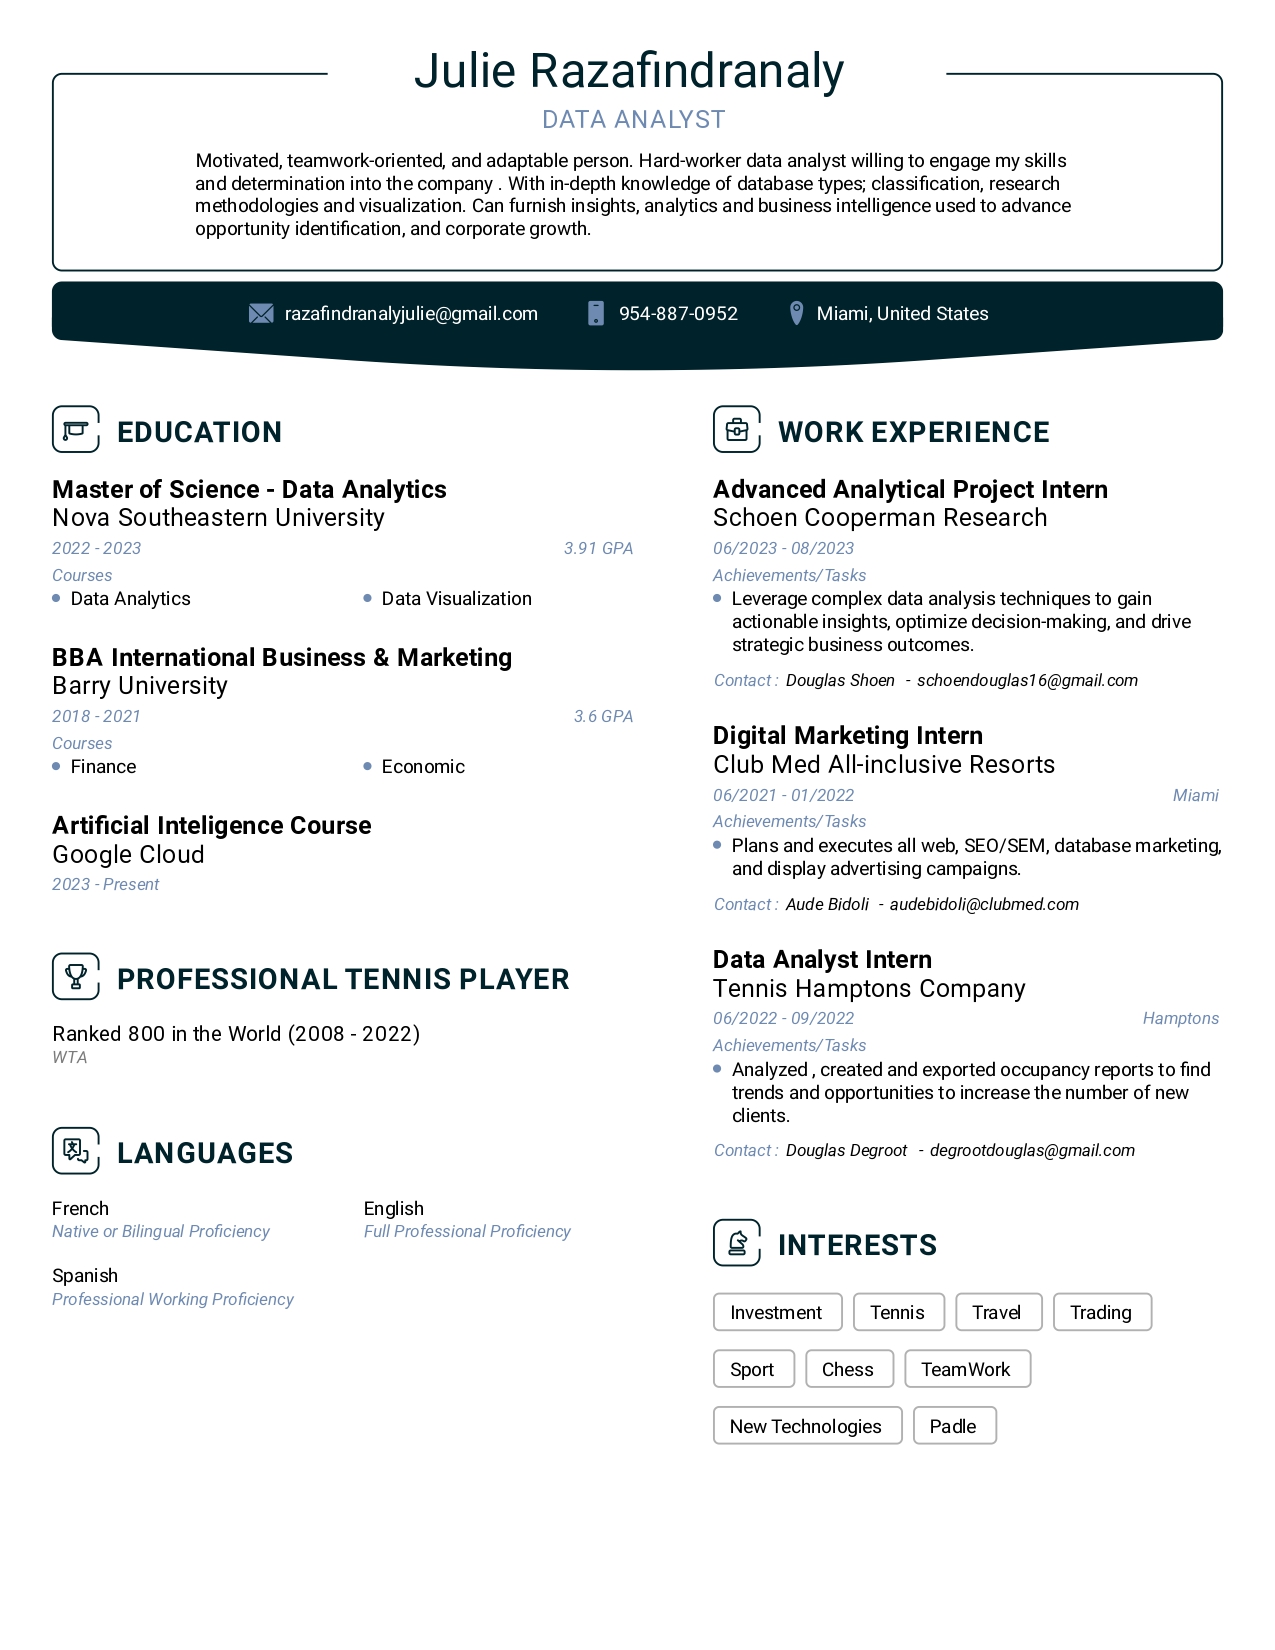 Julie Razafindranaly
DATA ANALYST
Motivated, teamwork-oriented, and adaptable person. Hard-worker data analyst willing to engage my skills
and determination into the company . With in-depth knowledge of database types; classification, research
methodologies and visualization. Can furnish insights, analytics and business intelligence used to advance
opportunity identification, and corporate growth.
razafindranalyjulie@gmail.com 954-887-0952 Miami, United States
EDUCATION
Master of Science - Data Analytics
Nova Southeastern University
2022 - 2023 3.91 GPA
Courses
Data Analytics Data Visualization
BBA International Business & Marketing
Barry University
2018 - 2021 3.6 GPA
Courses
Finance Economic
Artificial Inteligence Course
Google Cloud
2023 - Present
PROFESSIONAL TENNIS PLAYER
Ranked 800 in the World (2008 - 2022)
WTA
LANGUAGES
French English
Native or Bilingual Proficiency Full Professional Proficiency
Spanish
Professional Working Proficiency
WORK EXPERIENCE
Advanced Analytical Project Intern
Schoen Cooperman Research
06/2023 - 08/2023
Achievements/Tasks
Leverage complex data analysis techniques to gain
actionable insights, optimize decision-making, and drive
strategic business outcomes.
Contact : Douglas Shoen - schoendouglas16@gmail.com
Digital Marketing Intern
Club Med All-inclusive Resorts
06/2021 - 01/2022 Miami
Achievements/Tasks
Plans and executes all web, SEO/SEM, database marketing,
and display advertising campaigns.
Contact : Aude Bidoli - audebidoli@clubmed.com
Data Analyst Intern
Tennis Hamptons Company
06/2022 - 09/2022 Hamptons
Achievements/Tasks
Analyzed , created and exported occupancy reports to find
trends and opportunities to increase the number of new
clients.
Contact : Douglas Degroot - degrootdouglas@gmail.com
INTERESTS
Investment Tennis Travel Trading
Sport Chess TeamWork
New Technologies Padle